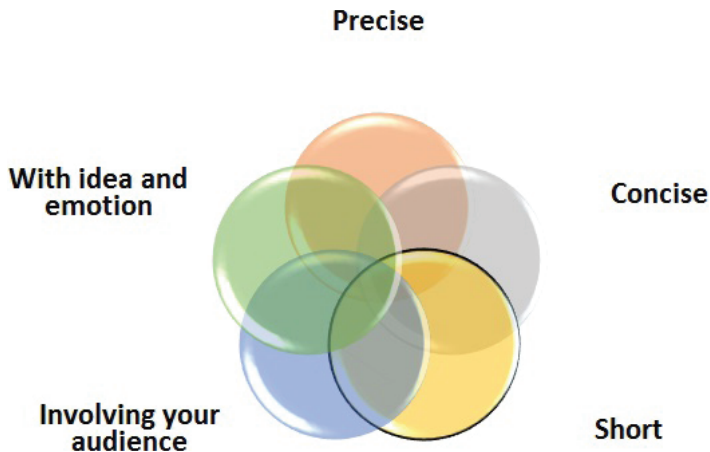 Precise
With idea and
emotion
Concise
Involving your
audience
Short